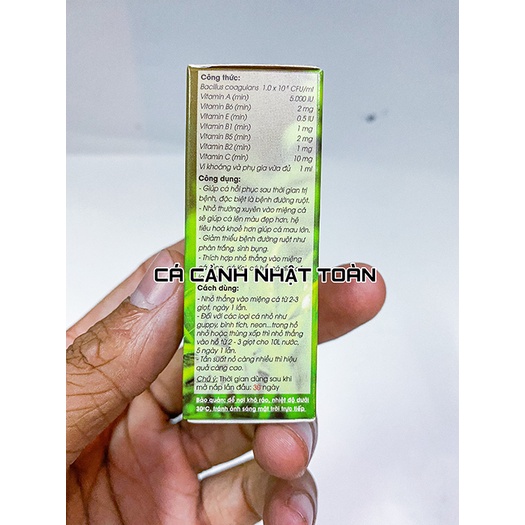 Công thức:
Bacillus coagulans 1.0 x 10⁸ CFU/ml
Vitamin A (min) 5.000 IU
Vitamin B6 (min) 2 mg
Vitamin E (min) 0.5 IU
Vitamin B1 (min) 1 mg
Vitamin B5 (min) 2 mg
Vitamin B2 (min) 1 mg
Vitamin C (min) 10 mg
Vi khoáng và phụ gia vừa đủ 1 ml
Công dụng:
- Giúp cá hồi phục sau thời gian trị
bệnh, đặc biệt là bệnh đường ruột.
- Nhỏ thường xuyên vào miệng cá
sẽ giúp cá lên màu đẹp hơn, hệ
tiêu hoá khoẻ hơn giúp cá mau lớn.
- Giảm thiểu bệnh đường ruột như
phân trắng, sình bụng.
- Thích hợp nhỏ thẳng vào miệng
CÁ CẢNH NHẬT TOÀN
Cách dùng:
- Nhỏ thẳng vào miệng cá từ 2-3
giọt, ngày 1 lần.
- Đối với các loại cá nhỏ như
guppy, bình tích, neon...trong hồ
nhỏ hoặc thùng xốp thì nhỏ thẳng
vào hồ từ 2 - 3 giọt cho 10L nước,
5 ngày 1 lần.
- Tần suất nhỏ càng nhiều thì hiệu
quả càng cao.
Chú ý: Thời gian dùng sau khi
mở nắp lần đầu: 30 ngày
Bảo quản: để nơi khô ráo, nhiệt độ dưới
30°C, tránh ánh sáng mặt trời trực tiếp.